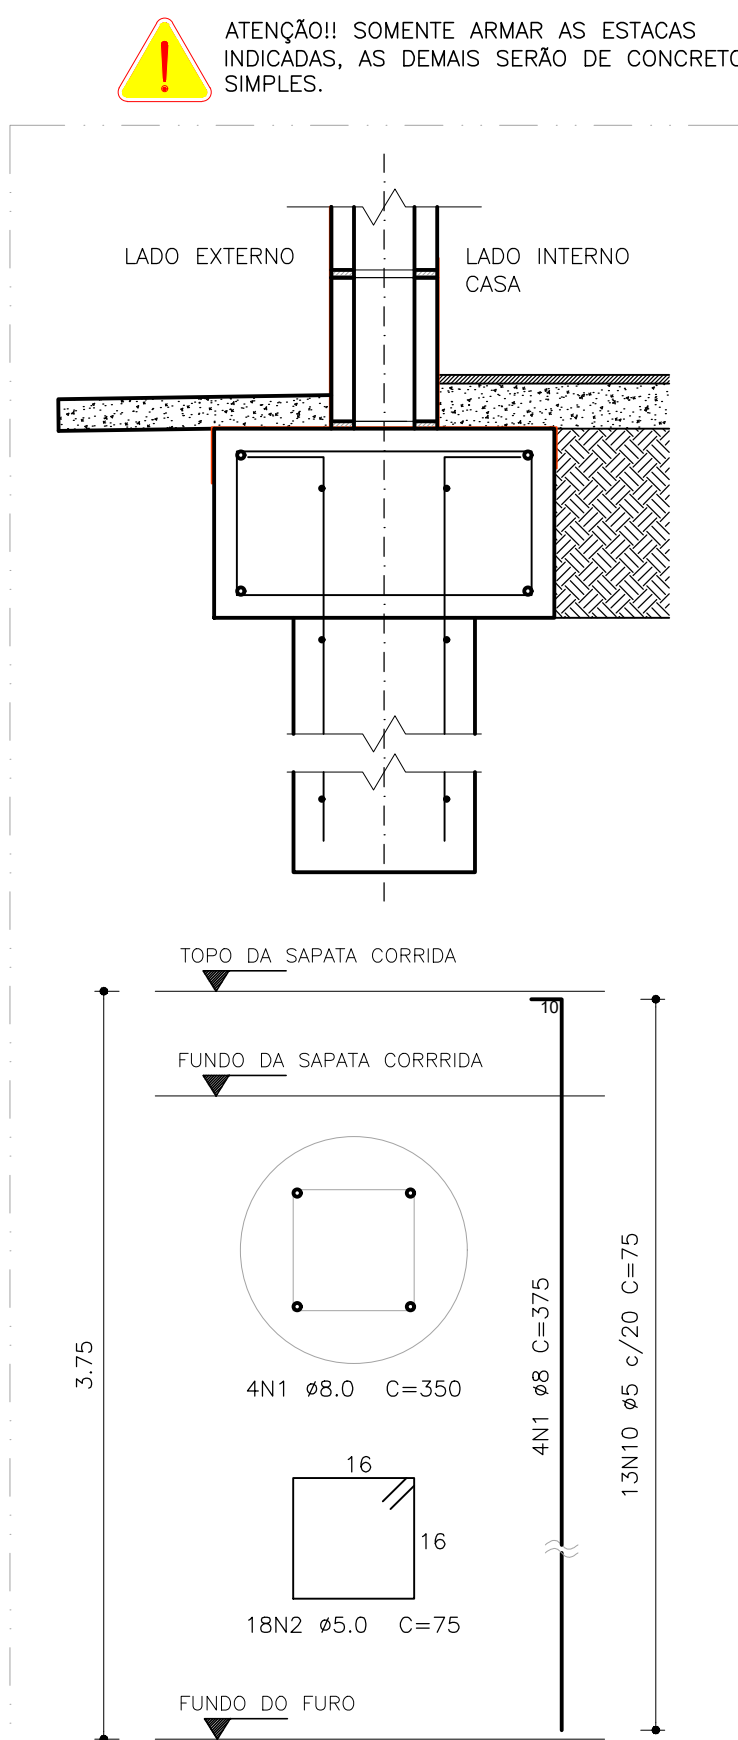 ATENÇÃO!! SOMENTE ARMAR AS ESTACAS
INDICADAS, AS DEMAIS SERÃO DE CONCRETO
SIMPLES.
LADO EXTERNO
LADO INTERNO
CASA
TOPO DA SAPATA CORRIDA
10
FUNDO DA SAPATA CORRRIDA
3.75
4N1 ø8 C=375
13N10 ø5 c/20 C=75
4N1 ø8.0 C=350
16
16
18N2 ø5.0 C=75
FUNDO DO FURO